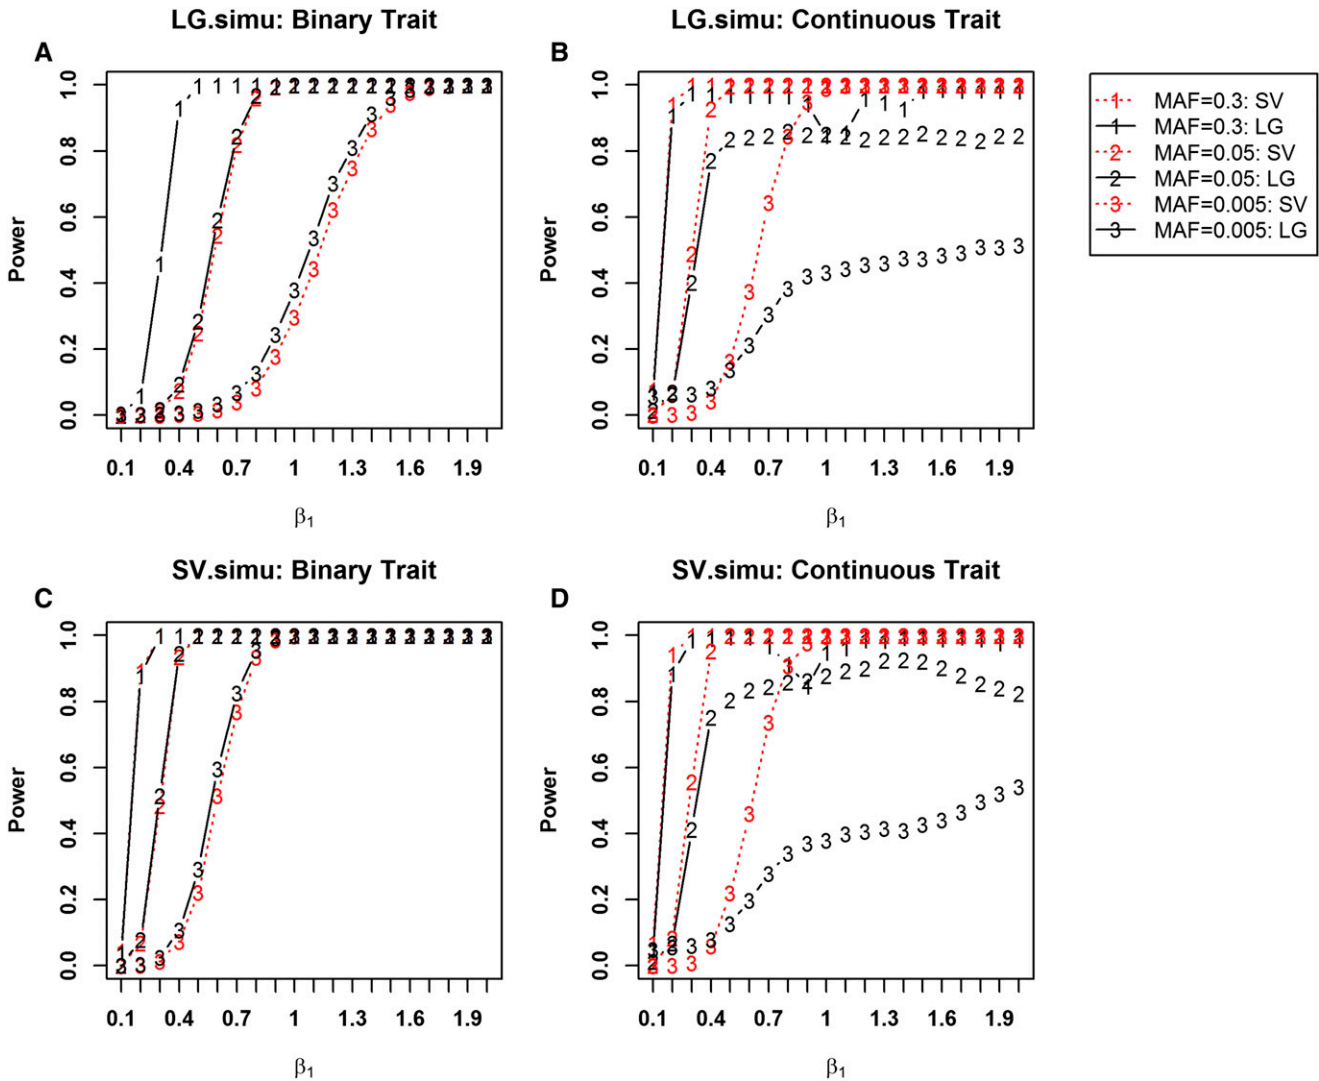 LG.simu: Binary Trait
A
Power
0.0 0.2 0.4 0.6 0.8 1.0
0.1 0.4 0.7 1 1.3 1.6 1.9
β1
LG.simu: Continuous Trait
B
Power
0.0 0.2 0.4 0.6 0.8 1.0
0.1 0.4 0.7 1 1.3 1.6 1.9
β1
1 MAF=0.3: SV
1 MAF=0.3: LG
2 MAF=0.05: SV
2 MAF=0.05: LG
3 MAF=0.005: SV
3 MAF=0.005: LG
SV.simu: Binary Trait
C
Power
0.0 0.2 0.4 0.6 0.8 1.0
0.1 0.4 0.7 1 1.3 1.6 1.9
β1
SV.simu: Continuous Trait
D
Power
0.0 0.2 0.4 0.6 0.8 1.0
0.1 0.4 0.7 1 1.3 1.6 1.9
β1